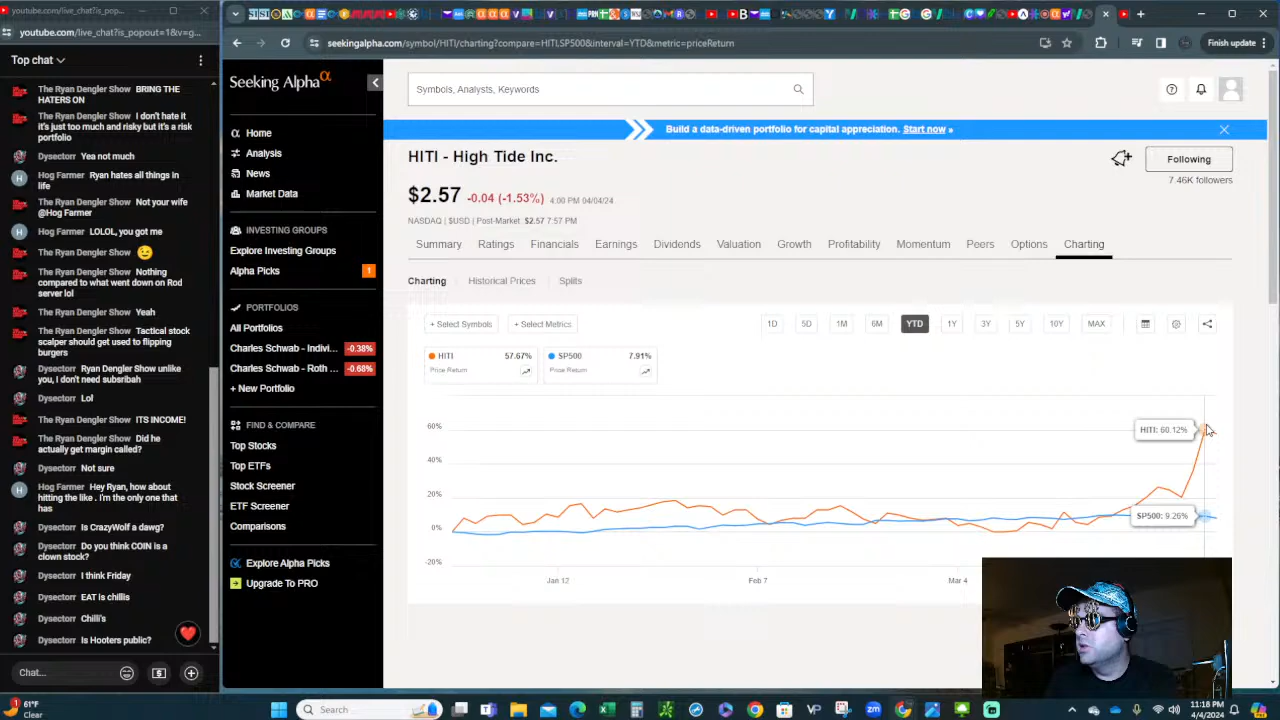 youtube.com/live_chat?is_pop...
youtube.com/live_chat?is_popout=1&v=g...
Top chat
The Ryan Dengler Show BRING THE
HATERS ON
The Ryan Dengler Show I don't hate it
it's just too much and risky but it's a risk
portfolio
Dysectorr Yea not much
Hog Farmer Ryan hates all things in
life
The Ryan Dengler Show Not your wife
@Hog Farmer
Hog Farmer LOLOL, you got me
The Ryan Dengler Show
The Ryan Dengler Show Nothing
compared to what went down on Rod
server lol
The Ryan Dengler Show Yeah
The Ryan Dengler Show Tactical stock
scalper should get used to flipping
burgers
Dysectorr Ryan Dengler Show unlike
you, i don't need subsribah
Dysectorr Lol
The Ryan Dengler Show ITS INCOME!
The Ryan Dengler Show Did he
actually get margin called?
Dysectorr Not sure
Hog Farmer Hey Ryan, how about
hitting the like . I'm the only one that
has
Dysectorr Is CrazyWolf a dawg?
Dysectorr Do you think COIN is a
clown stock?
Dysectorr I think Friday
Dysectorr EAT is chillis
Dysectorr Chilli's
Dysectorr Is Hooters public?
Chat...
seekingalpha.com/symbol/HITI/charting?compare=HITI,SP500&interval=YTD&metric=priceReturn
Finish update
Seeking Alpha α
Home
Analysis
News
Market Data
INVESTING GROUPS
Explore Investing Groups
Alpha Picks 1
PORTFOLIOS
All Portfolios
Charles Schwab - Indivi... -0.38%
Charles Schwab - Roth ... -0.68%
+ New Portfolio
FIND & COMPARE
Top Stocks
Top ETFs
Stock Screener
ETF Screener
Comparisons
Explore Alpha Picks
Upgrade To PRO
Symbols, Analysts, Keywords
Build a data-driven portfolio for capital appreciation. Start now »
HITI - High Tide Inc.
Following
7.46K followers
$2.57 -0.04 (-1.53%) 4:00 PM 04/04/24
NASDAQ | $USD | Post-Market: $2.57 7:57 PM
Summary Ratings Financials Earnings Dividends Valuation Growth Profitability Momentum Peers Options Charting
Charting Historical Prices Splits
+ Select Symbols + Select Metrics 1D 5D 1M 6M YTD 1Y 3Y 5Y 10Y MAX
HITI 57.67% SP500 7.91%
Price Return Price Return
60%
HITI: 60.12%
40%
20%
SP500: 9.26%
0%
-20%
Jan 12 Feb 7 Mar 4
61°F
Clear
Search
11:18 PM
4/4/2024